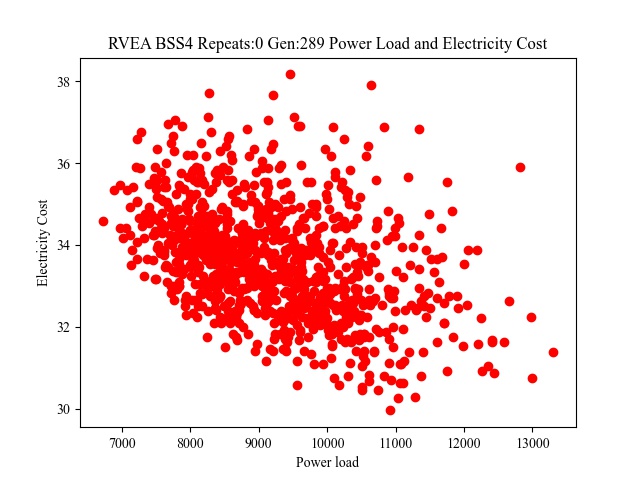 RVEA BSS4 Repeats:0 Gen:289 Power Load and Electricity Cost
38
36
34
32
30
Electricity Cost
7000 8000 9000 10000 11000 12000 13000
Power load